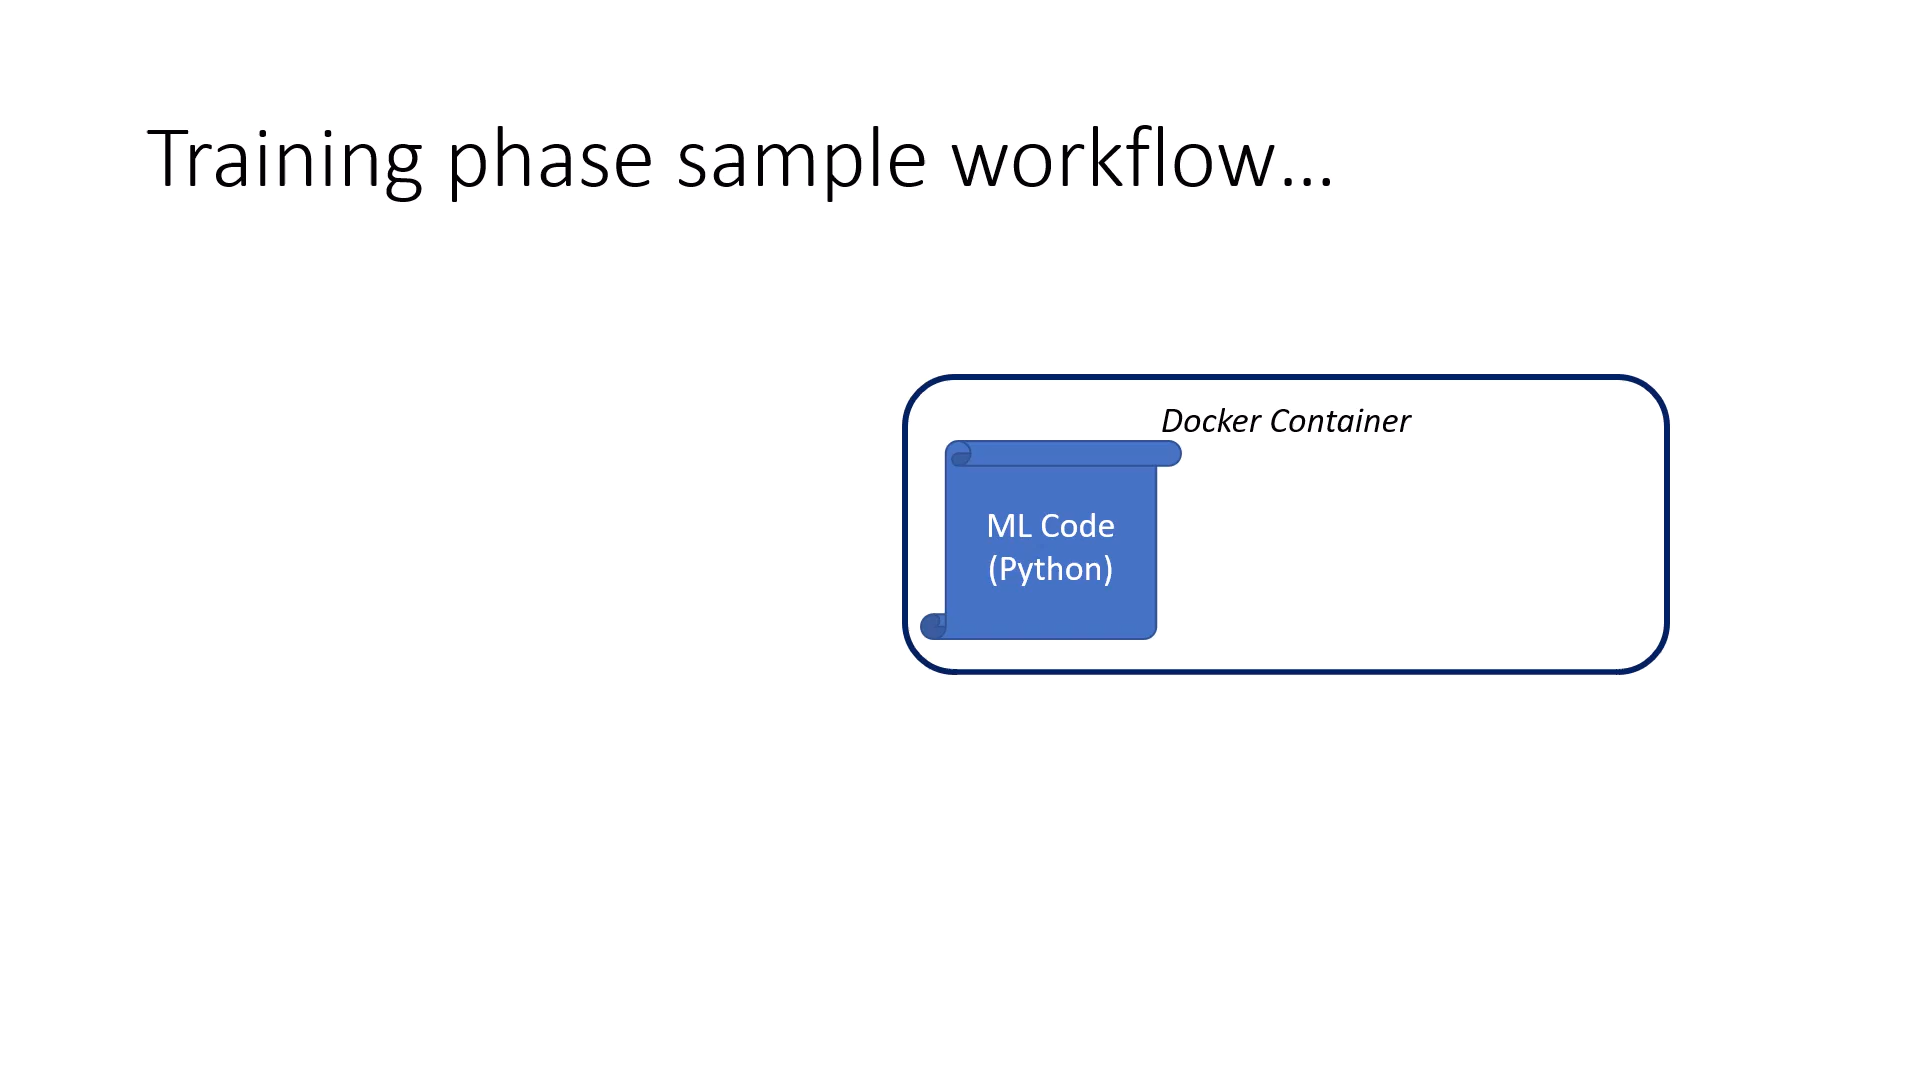 Training phase sample workflow...
Docker Container
ML Code
(Python)